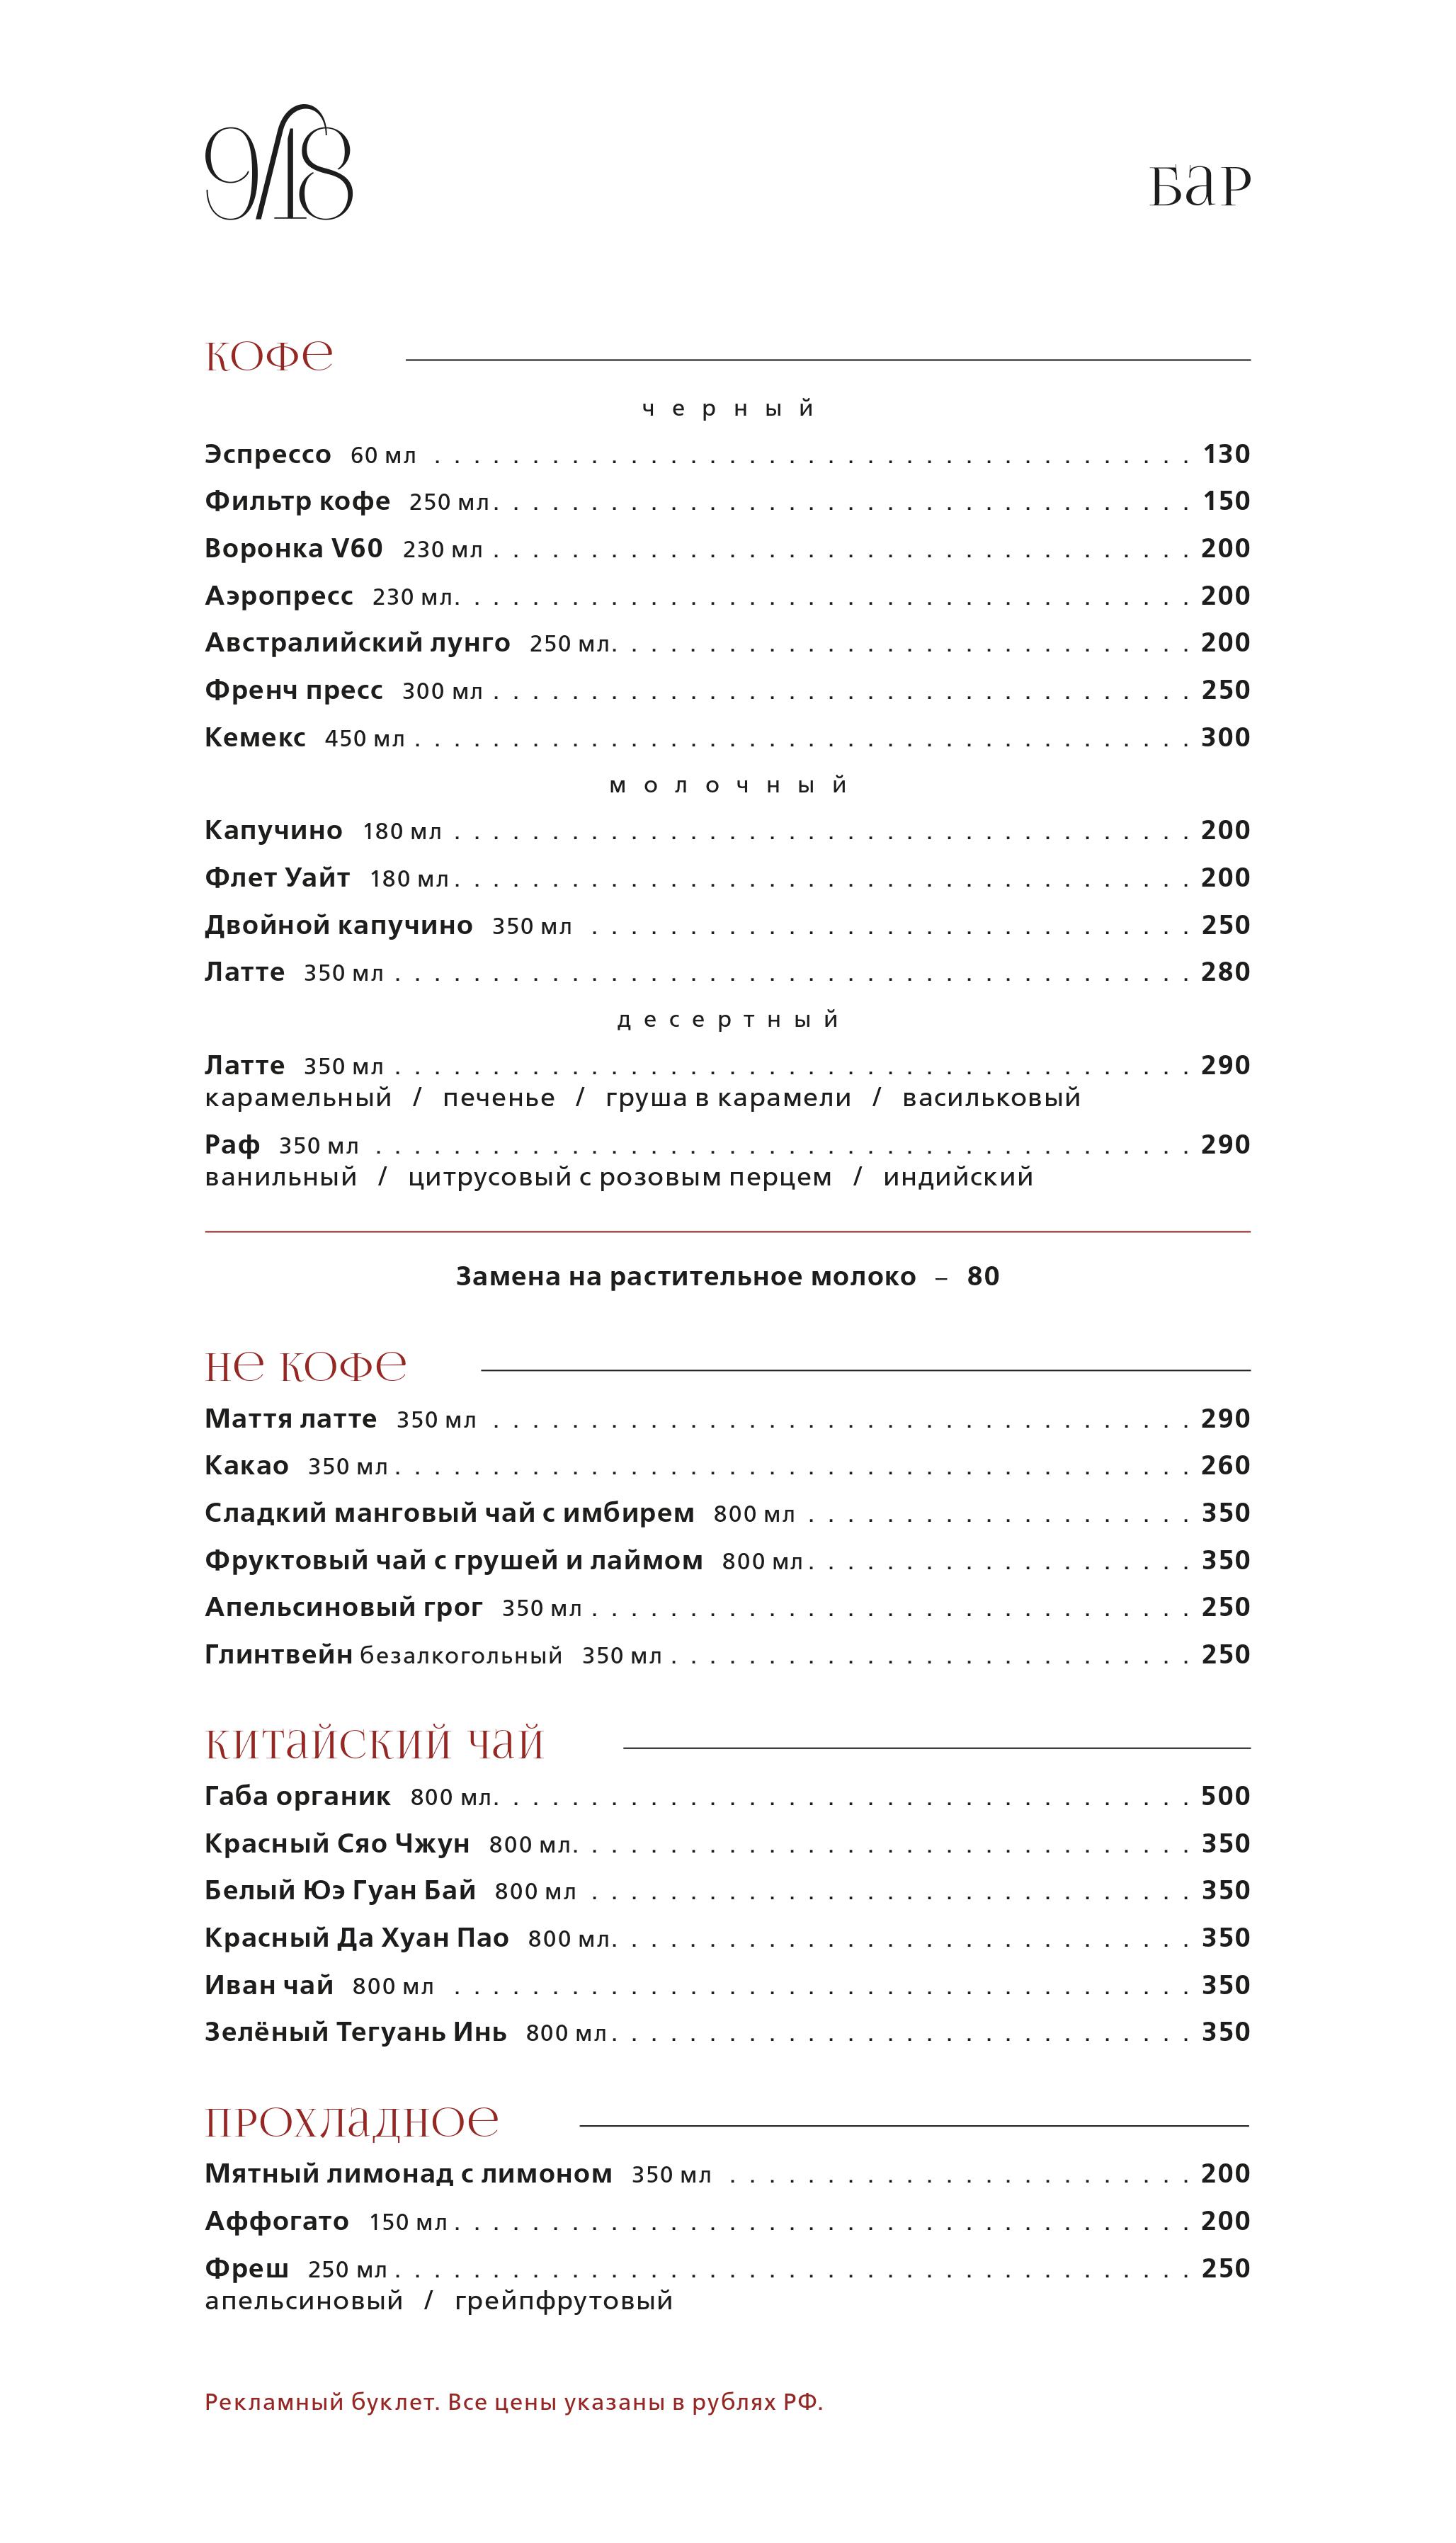 9/18
бар
кофе
черный
Эспрессо 60 мл . . . . . . . . . . . . . . . . . . . . 130
Фильтр кофе 250 мл . . . . . . . . . . . . . . . . . . . . 150
Воронка V60 230 мл . . . . . . . . . . . . . . . . . . . . 200
Аэропресс 230 мл . . . . . . . . . . . . . . . . . . . . 200
Австралийский лунго 250 мл . . . . . . . . . . . . . . . . . . . . 200
Френч пресс 300 мл . . . . . . . . . . . . . . . . . . . . 250
Кемекс 450 мл . . . . . . . . . . . . . . . . . . . . 300
молочный
Капучино 180 мл . . . . . . . . . . . . . . . . . . . . 200
Флет Уайт 180 мл . . . . . . . . . . . . . . . . . . . . 200
Двойной капучино 350 мл . . . . . . . . . . . . . . . . . . . . 250
Латте 350 мл . . . . . . . . . . . . . . . . . . . . 280
десертный
Латте 350 мл . . . . . . . . . . . . . . . . . . . . 290
карамельный / печенье / груша в карамели / васильковый
Раф 350 мл . . . . . . . . . . . . . . . . . . . . 290
ванильный / цитрусовый с розовым перцем / индийский
Замена на растительное молоко – 80
не кофе
Маття латте 350 мл . . . . . . . . . . . . . . . . . . . . 290
Какао 350 мл . . . . . . . . . . . . . . . . . . . . 260
Сладкий манговый чай с имбирем 800 мл . . . . . . . . . . . . . . . . . . . . 350
Фруктовый чай с грушей и лаймом 800 мл . . . . . . . . . . . . . . . . . . . . 350
Апельсиновый грог 350 мл . . . . . . . . . . . . . . . . . . . . 250
Глинтвейн безалкогольный 350 мл . . . . . . . . . . . . . . . . . . . . 250
китайский чай
Габа органик 800 мл . . . . . . . . . . . . . . . . . . . . 500
Красный Сяо Чжун 800 мл . . . . . . . . . . . . . . . . . . . . 350
Белый Юэ Гуан Бай 800 мл . . . . . . . . . . . . . . . . . . . . 350
Красный Да Хуан Пао 800 мл . . . . . . . . . . . . . . . . . . . . 350
Иван чай 800 мл . . . . . . . . . . . . . . . . . . . . 350
Зелёный Тегуань Инь 800 мл . . . . . . . . . . . . . . . . . . . . 350
прохладное
Мятный лимонад с лимоном 350 мл . . . . . . . . . . . . . . . . . . . . 200
Аффогато 150 мл . . . . . . . . . . . . . . . . . . . . 200
Фреш 250 мл . . . . . . . . . . . . . . . . . . . . 250
апельсиновый / грейпфрутовый
Рекламный буклет. Все цены указаны в рублях РФ.